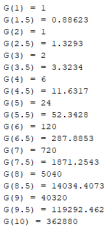 G(1) = 1
G(1.5) = 0.88623
G(2) = 1
G(2.5) = 1.3293
G(3) = 2
G(3.5) = 3.3234
G(4) = 6
G(4.5) = 11.6317
G(5) = 24
G(5.5) = 52.3428
G(6) = 120
G(6.5) = 287.8853
G(7) = 720
G(7.5) = 1871.2543
G(8) = 5040
G(8.5) = 14034.4073
G(9) = 40320
G(9.5) = 119292.462
G(10) = 362880